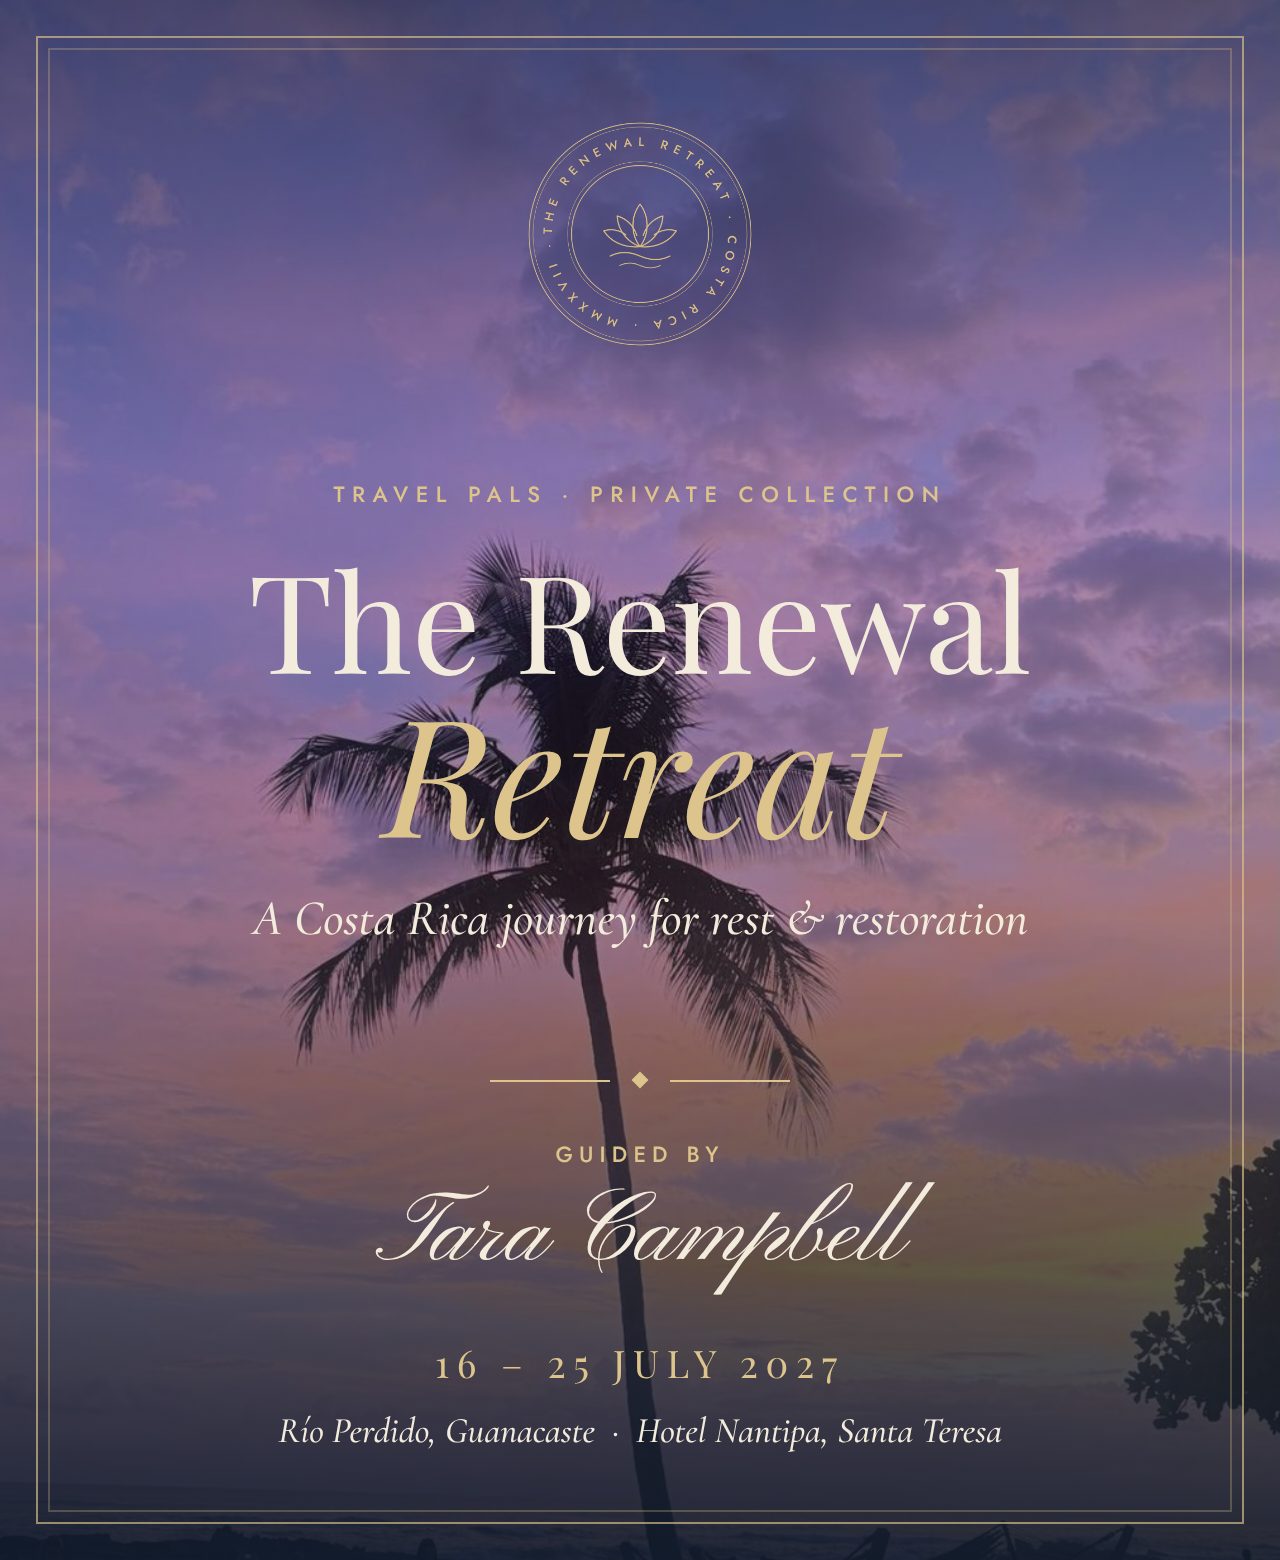 · THE RENEWAL RETREAT · COSTA RICA · MMXXVII
TRAVEL PALS · PRIVATE COLLECTION
The Renewal
Retreat
A Costa Rica journey for rest & restoration
GUIDED BY
Tara Campbell
16 – 25 JULY 2027
Río Perdido, Guanacaste · Hotel Nantipa, Santa Teresa